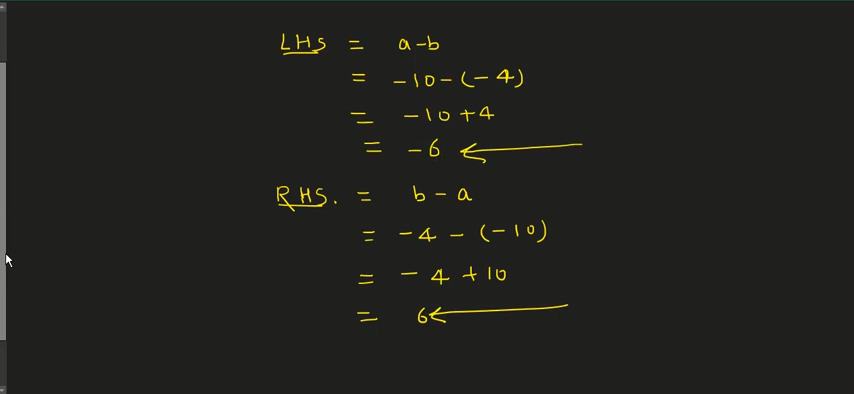 LHS = a - b
= -10 - (-4)
= -10 + 4
= -6
RHS. = b - a
= -4 - (-10)
= -4 + 10
= 6